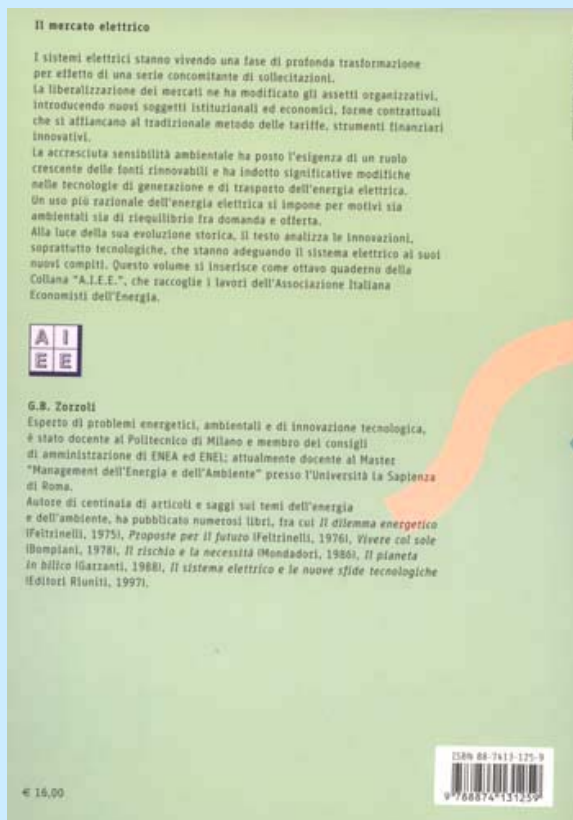 Il mercato elettrico
I sistemi elettrici stanno vivendo una fase di profonda trasformazione
per effetto di una serie concomitante di sollecitazioni.
La liberalizzazione dei mercati ne ha modificato gli assetti organizzativi,
introducendo nuovi soggetti istituzionali ed economici, forme contrattuali
che si affiancano al tradizionale metodo delle tariffe, strumenti finanziari
innovativi.
La accresciuta sensibilità ambientale ha posto l'esigenza di un ruolo
crescente delle fonti rinnovabili e ha indotto significative modifiche
nelle tecnologie di generazione e di trasporto dell'energia elettrica.
Un uso più razionale dell'energia elettrica si impone per motivi sia
ambientali sia di riequilibrio fra domanda e offerta.
Alla luce della sua evoluzione storica, il testo analizza le innovazioni,
soprattutto tecnologiche, che stanno adeguando il sistema elettrico ai suoi
nuovi compiti. Questo volume si inserisce come ottavo quaderno della
Collana "A.I.E.E.", che raccoglie i lavori dell'Associazione Italiana
Economisti dell'Energia.
A I
E E
G.B. Zorzoli
Esperto di problemi energetici, ambientali e di innovazione tecnologica,
è stato docente al Politecnico di Milano e membro dei consigli
di amministrazione di ENEA ed ENEL; attualmente docente al Master
"Management dell'Energia e dell'Ambiente" presso l'Università La Sapienza
di Roma.
Autore di centinaia di articoli e saggi sui temi dell'energia
e dell'ambiente, ha pubblicato numerosi libri, fra cui Il dilemma energetico
(Feltrinelli, 1975), Proposte per il futuro (Feltrinelli, 1976), Vivere col sole
(Bompiani, 1978), Il rischio e la necessità (Mondadori, 1986), Il pianeta
in bilico (Garzanti, 1988), Il sistema elettrico e le nuove sfide tecnologiche
(Editori Riuniti, 1997).
ISBN 88-7413-125-9
9 788874 131259
€ 16,00